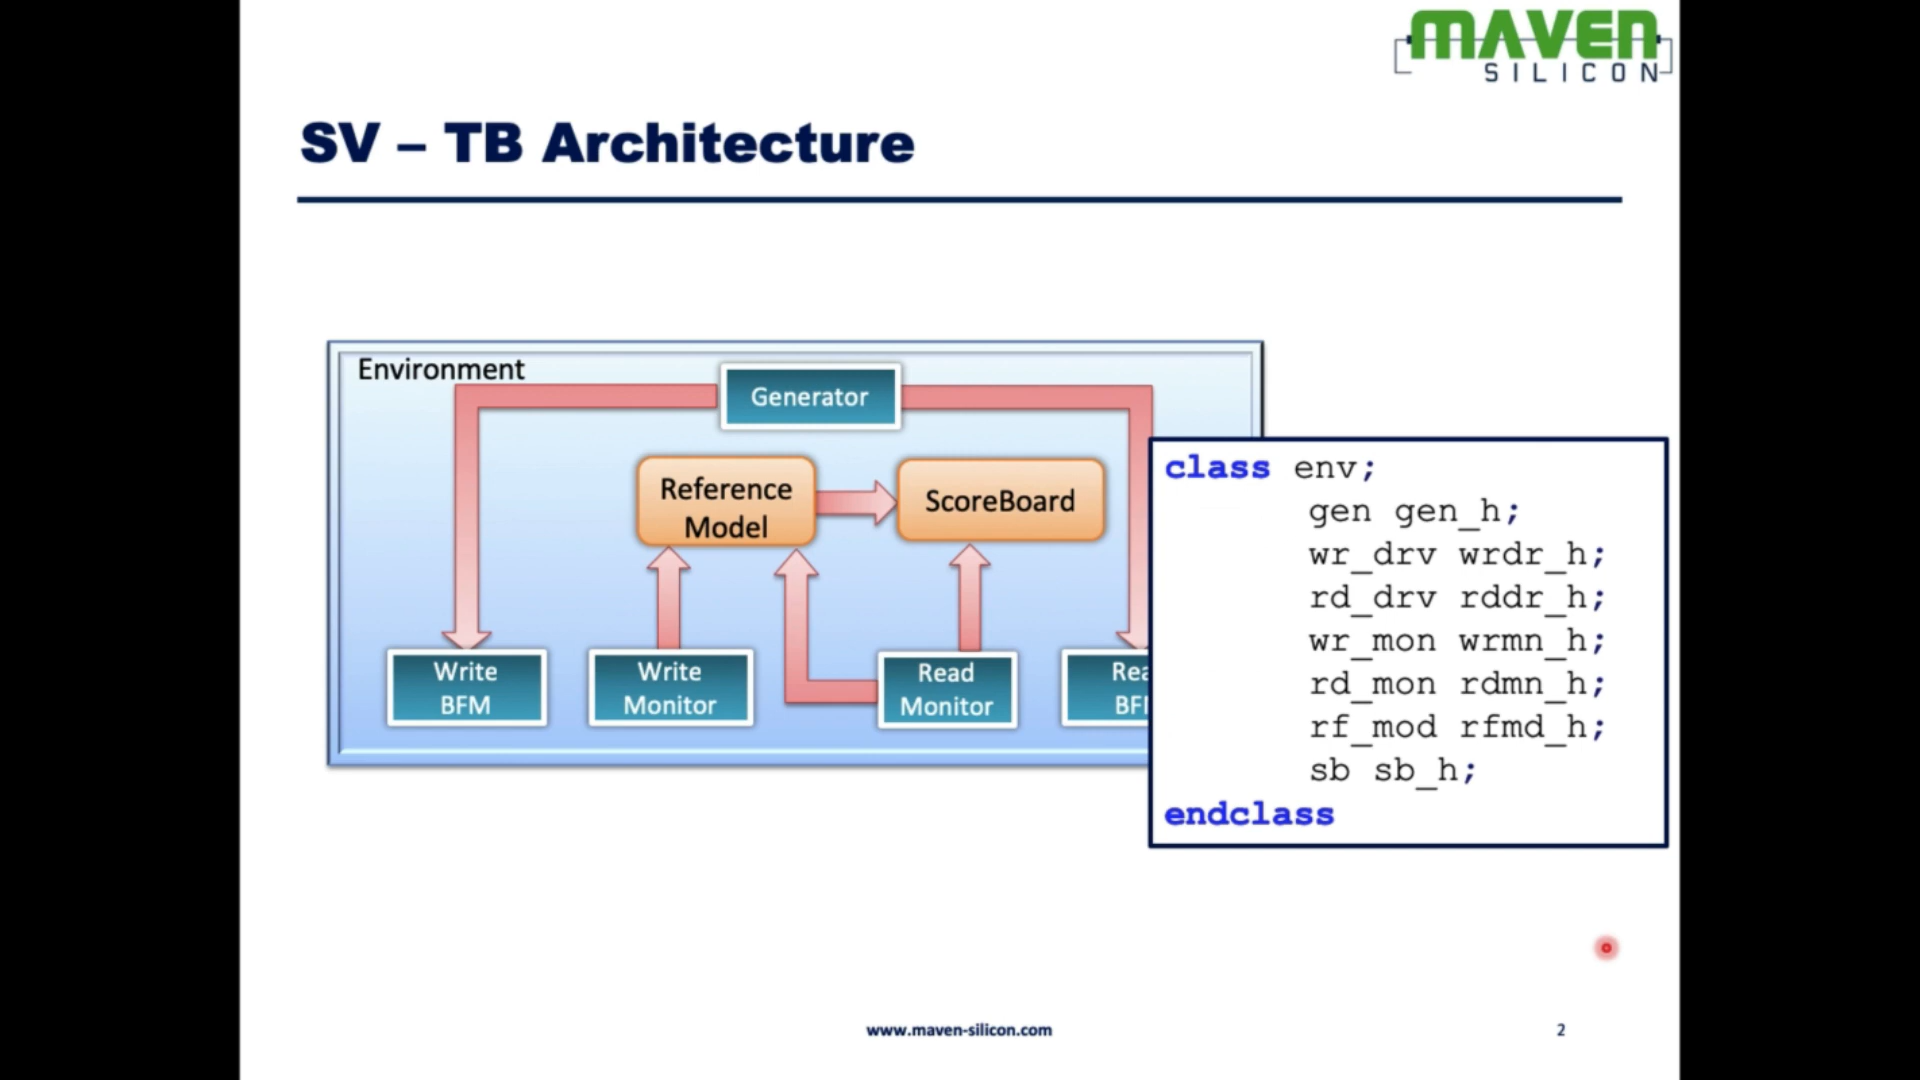 MAVEN
SILICON
SV – TB Architecture
Environment
Generator
Reference
Model
ScoreBoard
Write
BFM
Write
Monitor
Read
Monitor
class env;
gen gen_h;
wr_drv wrdr_h;
rd_drv rddr_h;
wr_mon wrmn_h;
rd_mon rdmn_h;
rf_mod rfmd_h;
sb sb_h;
endclass
www.maven-silicon.com
2